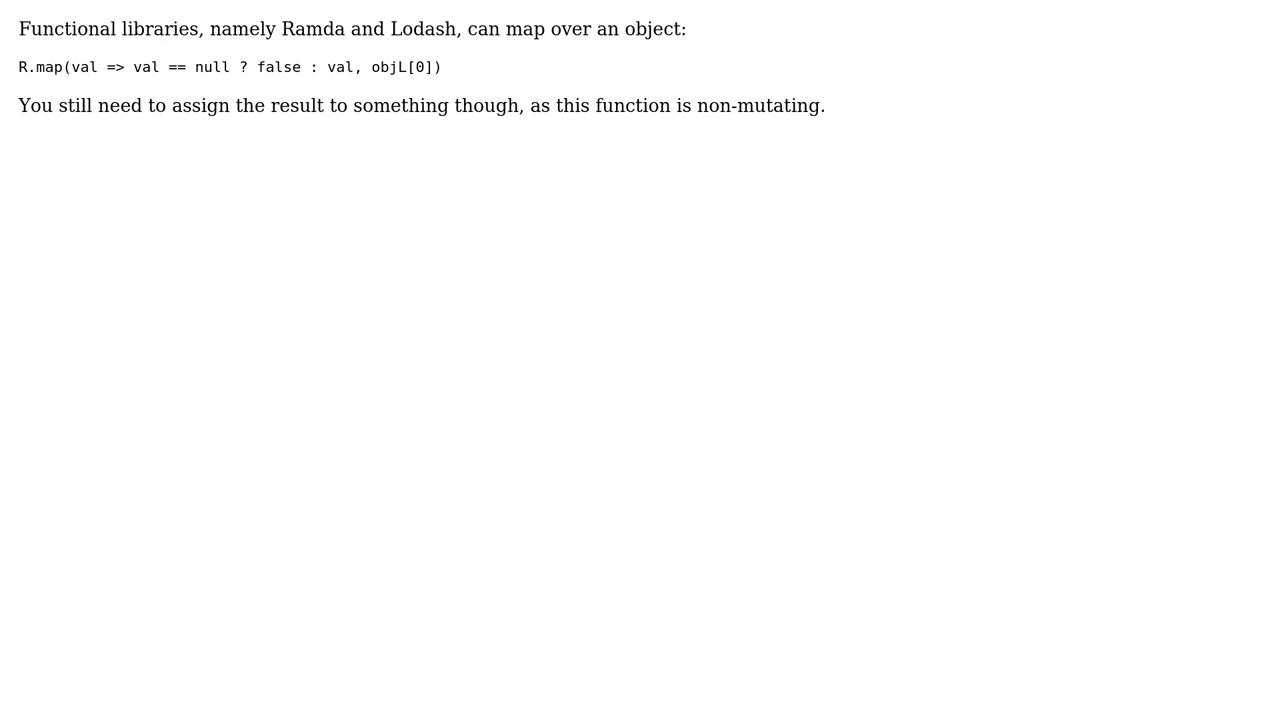 Functional libraries, namely Ramda and Lodash, can map over an object:
R.map(val => val == null ? false : val, objL[0])
You still need to assign the result to something though, as this function is non-mutating.